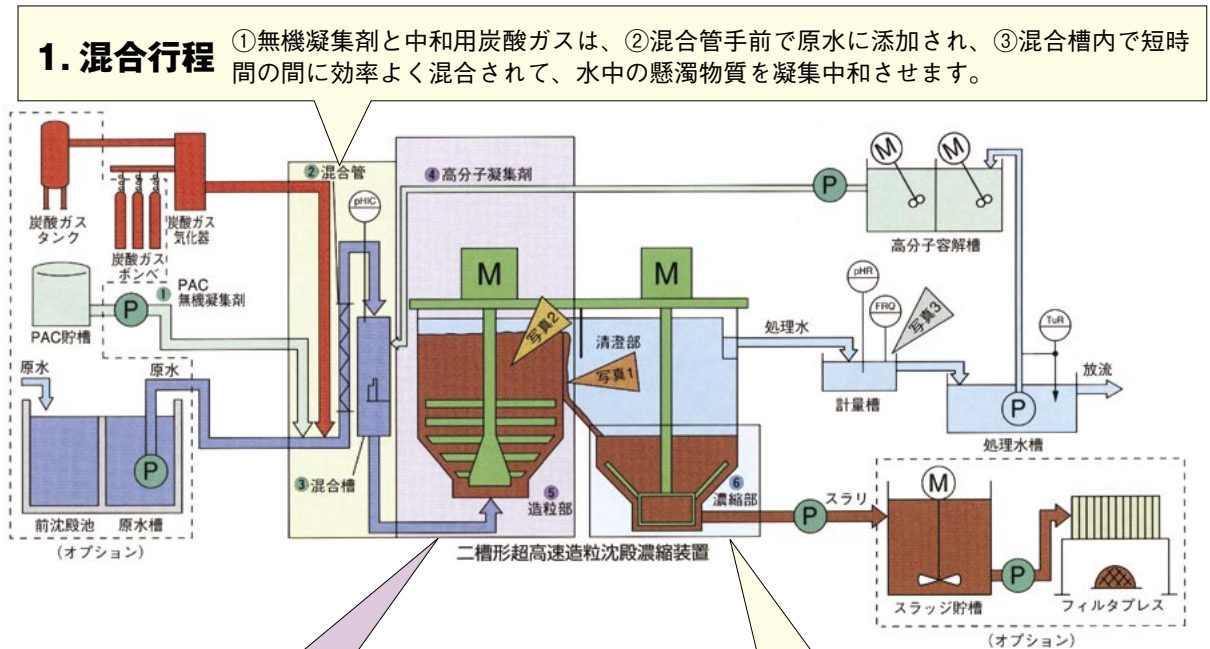 1. 混合行程
①無機凝集剤と中和用炭酸ガスは、②混合管手前で原水に添加され、③混合槽内で短時
間の間に効率よく混合されて、水中の懸濁物質を凝集中和させます。
炭酸ガス
タンク
炭酸ガス
ボンベ
炭酸ガス
気化器
PAC貯槽
P
① PAC
無機凝集剤
原水
原水
P
前沈殿池
原水槽
(オプション)
②混合管
pHIC
③混合槽
④高分子凝集剤
M
M
写真2
写真1
清澄部
⑤
造粒部
⑥
濃縮部
二槽形超高速造粒沈殿濃縮装置
P
M
M
高分子溶解槽
処理水
pHR
FRQ
写真3
計量槽
TuR
P
放流
処理水槽
スラリ
P
M
スラッジ貯槽
P
フィルタプレス
(オプション)